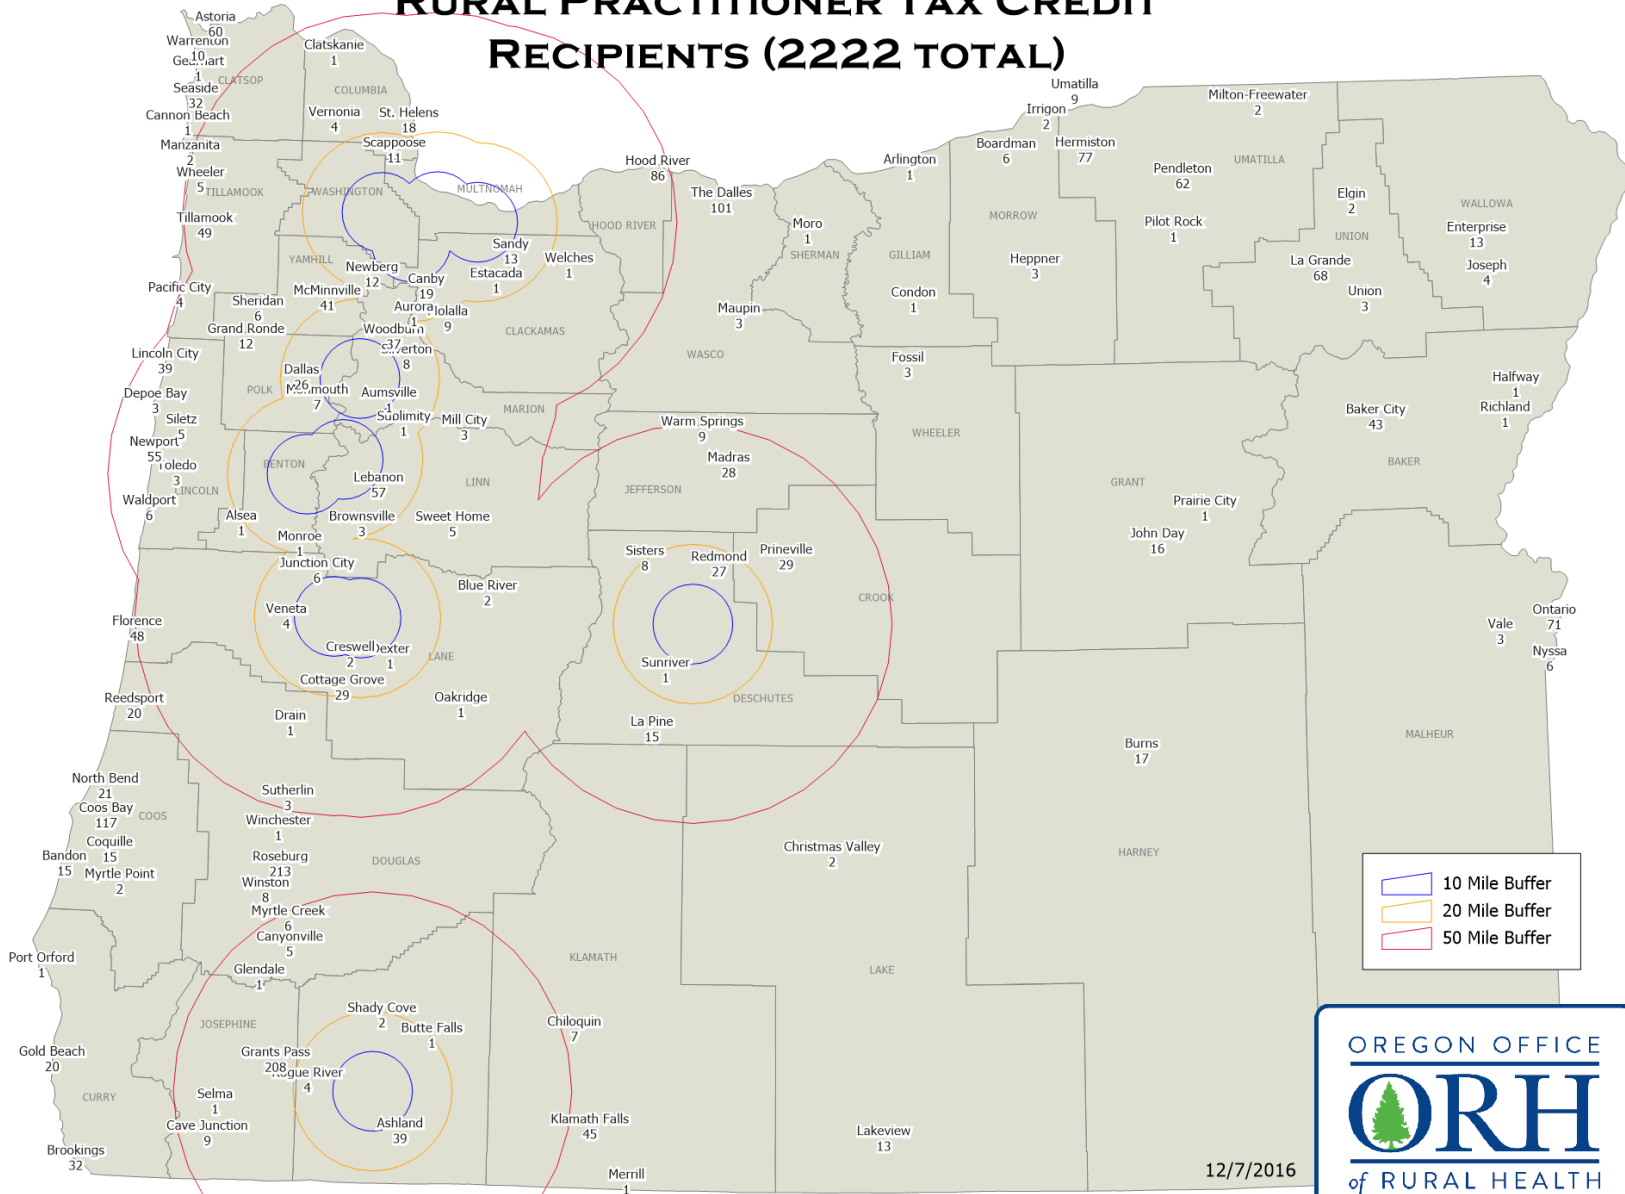 RURAL PRACTITIONER TAX CREDIT
RECIPIENTS (2222 TOTAL)
Astoria
60
Warrenton
10
Gearhart
1
CLATSOP
Seaside
32
Cannon Beach
1
Clatskanie
1
COLUMBIA
Vernonia
4
St. Helens
18
Scappoose
11
Manzanita
2
Wheeler
5
TILLAMOOK
Tillamook
49
WASHINGTON
MULTNOMAH
Hood River
86
HOOD RIVER
The Dalles
101
Moro
1
SHERMAN
Arlington
1
GILLIAM
Condon
1
Umatilla
9
Irrigon
2
Boardman
6
Hermiston
77
MORROW
Heppner
3
Milton-Freewater
2
Pendleton
62
UMATILLA
Pilot Rock
1
Elgin
2
UNION
La Grande
68
Union
3
WALLOWA
Enterprise
13
Joseph
4
Sandy
13
Welches
1
Estacada
1
YAMHILL
Newberg
12
Canby
19
McMinnville
41
Aurora
1
Molalla
9
CLACKAMAS
Pacific City
4
Sheridan
6
Grand Ronde
12
Woodburn
37
Silverton
8
Maupin
3
WASCO
Fossil
3
WHEELER
Lincoln City
39
Depoe Bay
3
Siletz
5
Newport
55
Toledo
3
LINCOLN
Waldport
6
POLK
Dallas
26
Monmouth
7
Aumsville
1
Sublimity
1
MARION
Mill City
3
Warm Springs
9
Madras
28
JEFFERSON
BENTON
Lebanon
57
LINN
Alsea
1
Brownsville
3
Sweet Home
5
Monroe
1
Junction City
6
GRANT
Prairie City
1
John Day
16
Baker City
43
BAKER
Halfway
1
Richland
1
Sisters
8
Redmond
27
Prineville
29
CROOK
Blue River
2
Veneta
4
Florence
48
Creswell
2
Dexter
1
LANE
Cottage Grove
29
Oakridge
1
Sunriver
1
DESCHUTES
La Pine
15
Ontario
71
Vale
3
Nyssa
6
MALHEUR
Reedsport
20
Drain
1
Burns
17
HARNEY
North Bend
21
Coos Bay
117
COOS
Coquille
15
Bandon
15
Myrtle Point
2
Sutherlin
3
Winchester
1
Roseburg
213
DOUGLAS
Winston
8
Myrtle Creek
6
Canyonville
5
Glendale
1
Christmas Valley
2
KLAMATH
LAKE
Port Orford
1
Gold Beach
20
CURRY
Brookings
32
JOSEPHINE
Shady Cove
2
Butte Falls
1
Grants Pass
208
Rogue River
4
Selma
1
Cave Junction
9
Ashland
39
Chiloquin
7
Klamath Falls
45
Merrill
1
Lakeview
13
10 Mile Buffer
20 Mile Buffer
50 Mile Buffer
12/7/2016
OREGON OFFICE
ORH
of RURAL HEALTH